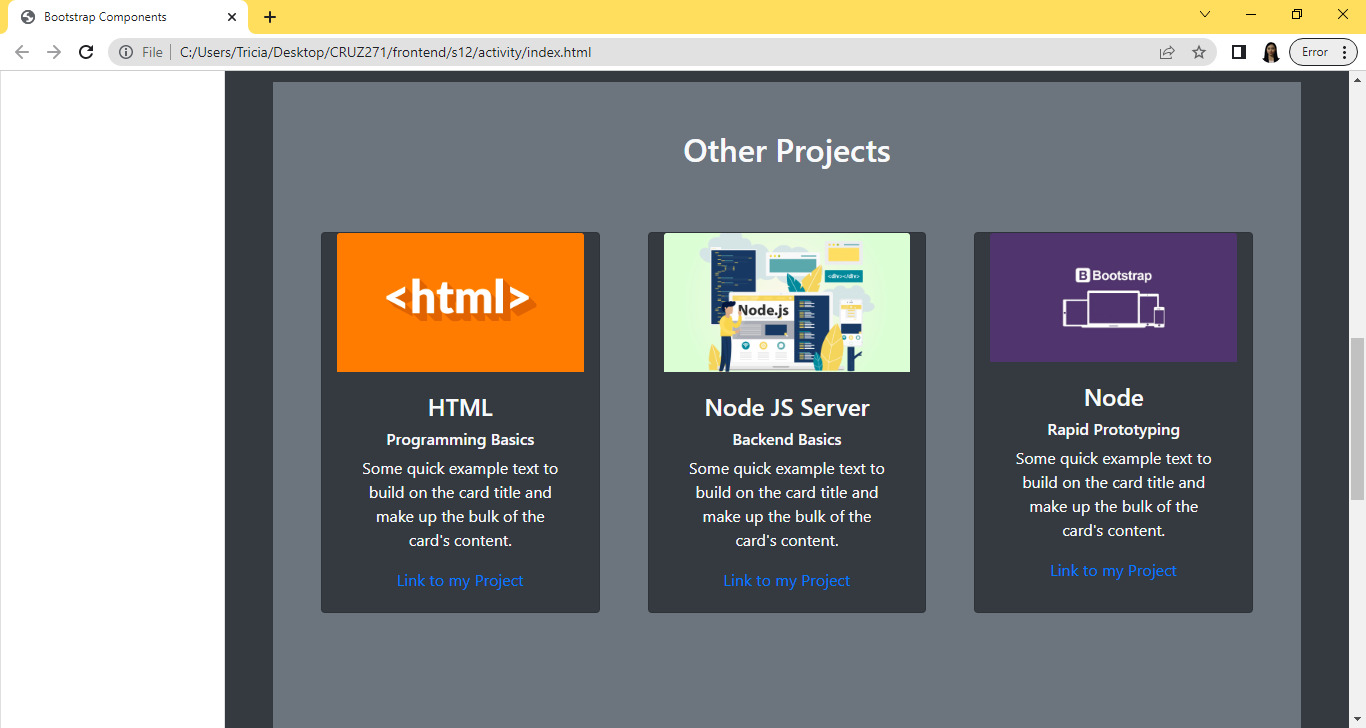 Bootstrap Components
File
C:/Users/Tricia/Desktop/CRUZ271/frontend/s12/activity/index.html
Error
Other Projects
<html>
HTML
Programming Basics
Some quick example text to
build on the card title and
make up the bulk of the
card's content.
Link to my Project
Node.js
Node JS Server
Backend Basics
Some quick example text to
build on the card title and
make up the bulk of the
card's content.
Link to my Project
B Bootstrap
Node
Rapid Prototyping
Some quick example text to
build on the card title and
make up the bulk of the
card's content.
Link to my Project